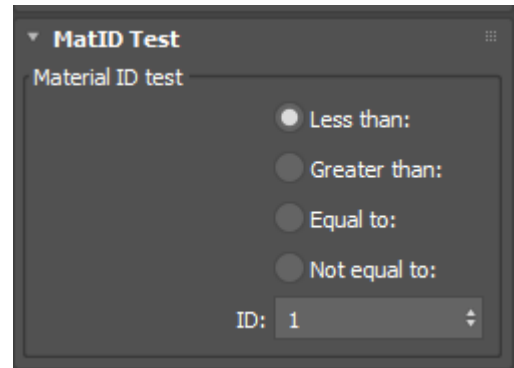 MatID Test
Material ID test
Less than:
Greater than:
Equal to:
Not equal to:
ID: 1